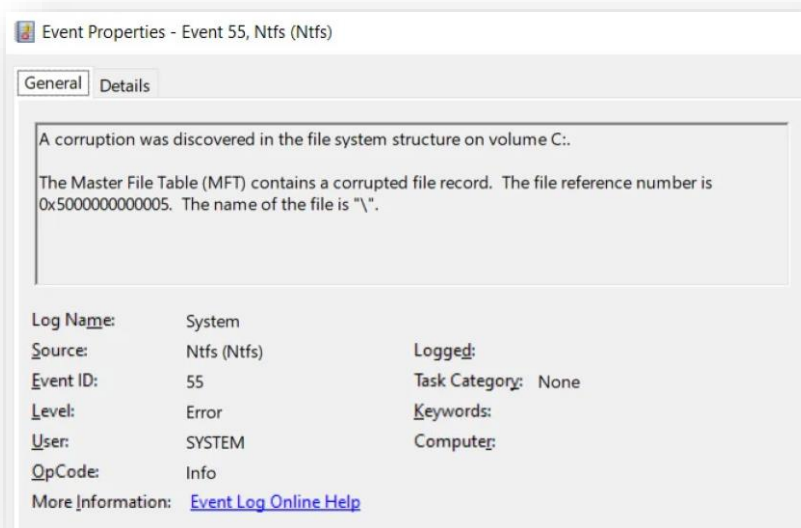 Event Properties - Event 55, Ntfs (Ntfs)
General Details
A corruption was discovered in the file system structure on volume C:.
The Master File Table (MFT) contains a corrupted file record.  The file reference number is
0x5000000000005.  The name of the file is "\".
Log Name: System
Source: Ntfs (Ntfs) Logged:
Event ID: 55 Task Category: None
Level: Error Keywords:
User: SYSTEM Computer:
OpCode: Info
More Information: Event Log Online Help